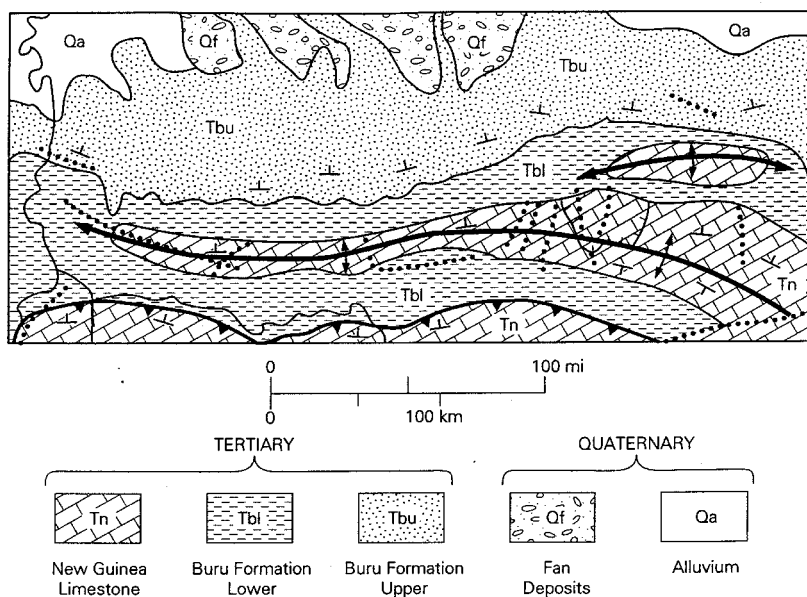 Qa
Qf
Qf
Qa
Tbu
Tbu
Tbl
Tbl
Tn
Tn
0 100 mi
0 100 km
TERTIARY QUATERNARY
Tn Tbl Tbu Qf Qa
New Guinea Buru Formation Buru Formation Fan Alluvium
Limestone Lower Upper Deposits